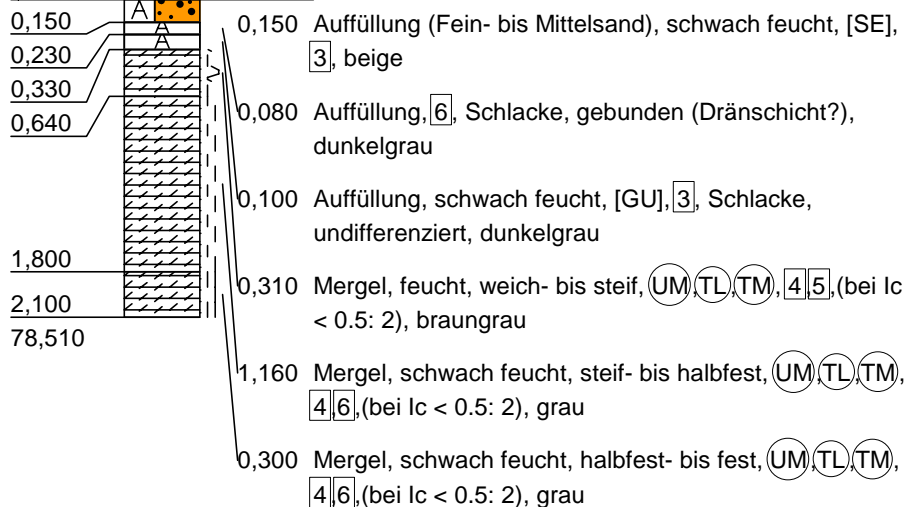 A
0,150
A
0,230
A
0,330
0,640
1,800
2,100
78,510
0,150 Auffüllung (Fein- bis Mittelsand), schwach feucht, [SE],
3, beige
0,080 Auffüllung, 6, Schlacke, gebunden (Dränschicht?),
dunkelgrau
0,100 Auffüllung, schwach feucht, [GU], 3, Schlacke,
undifferenziert, dunkelgrau
0,310 Mergel, feucht, weich- bis steif, UM,TL,TM, 4,5,(bei Ic
< 0.5: 2), braungrau
1,160 Mergel, schwach feucht, steif- bis halbfest, UM,TL,TM,
4,6,(bei Ic < 0.5: 2), grau
0,300 Mergel, schwach feucht, halbfest- bis fest, UM,TL,TM,
4,6,(bei Ic < 0.5: 2), grau